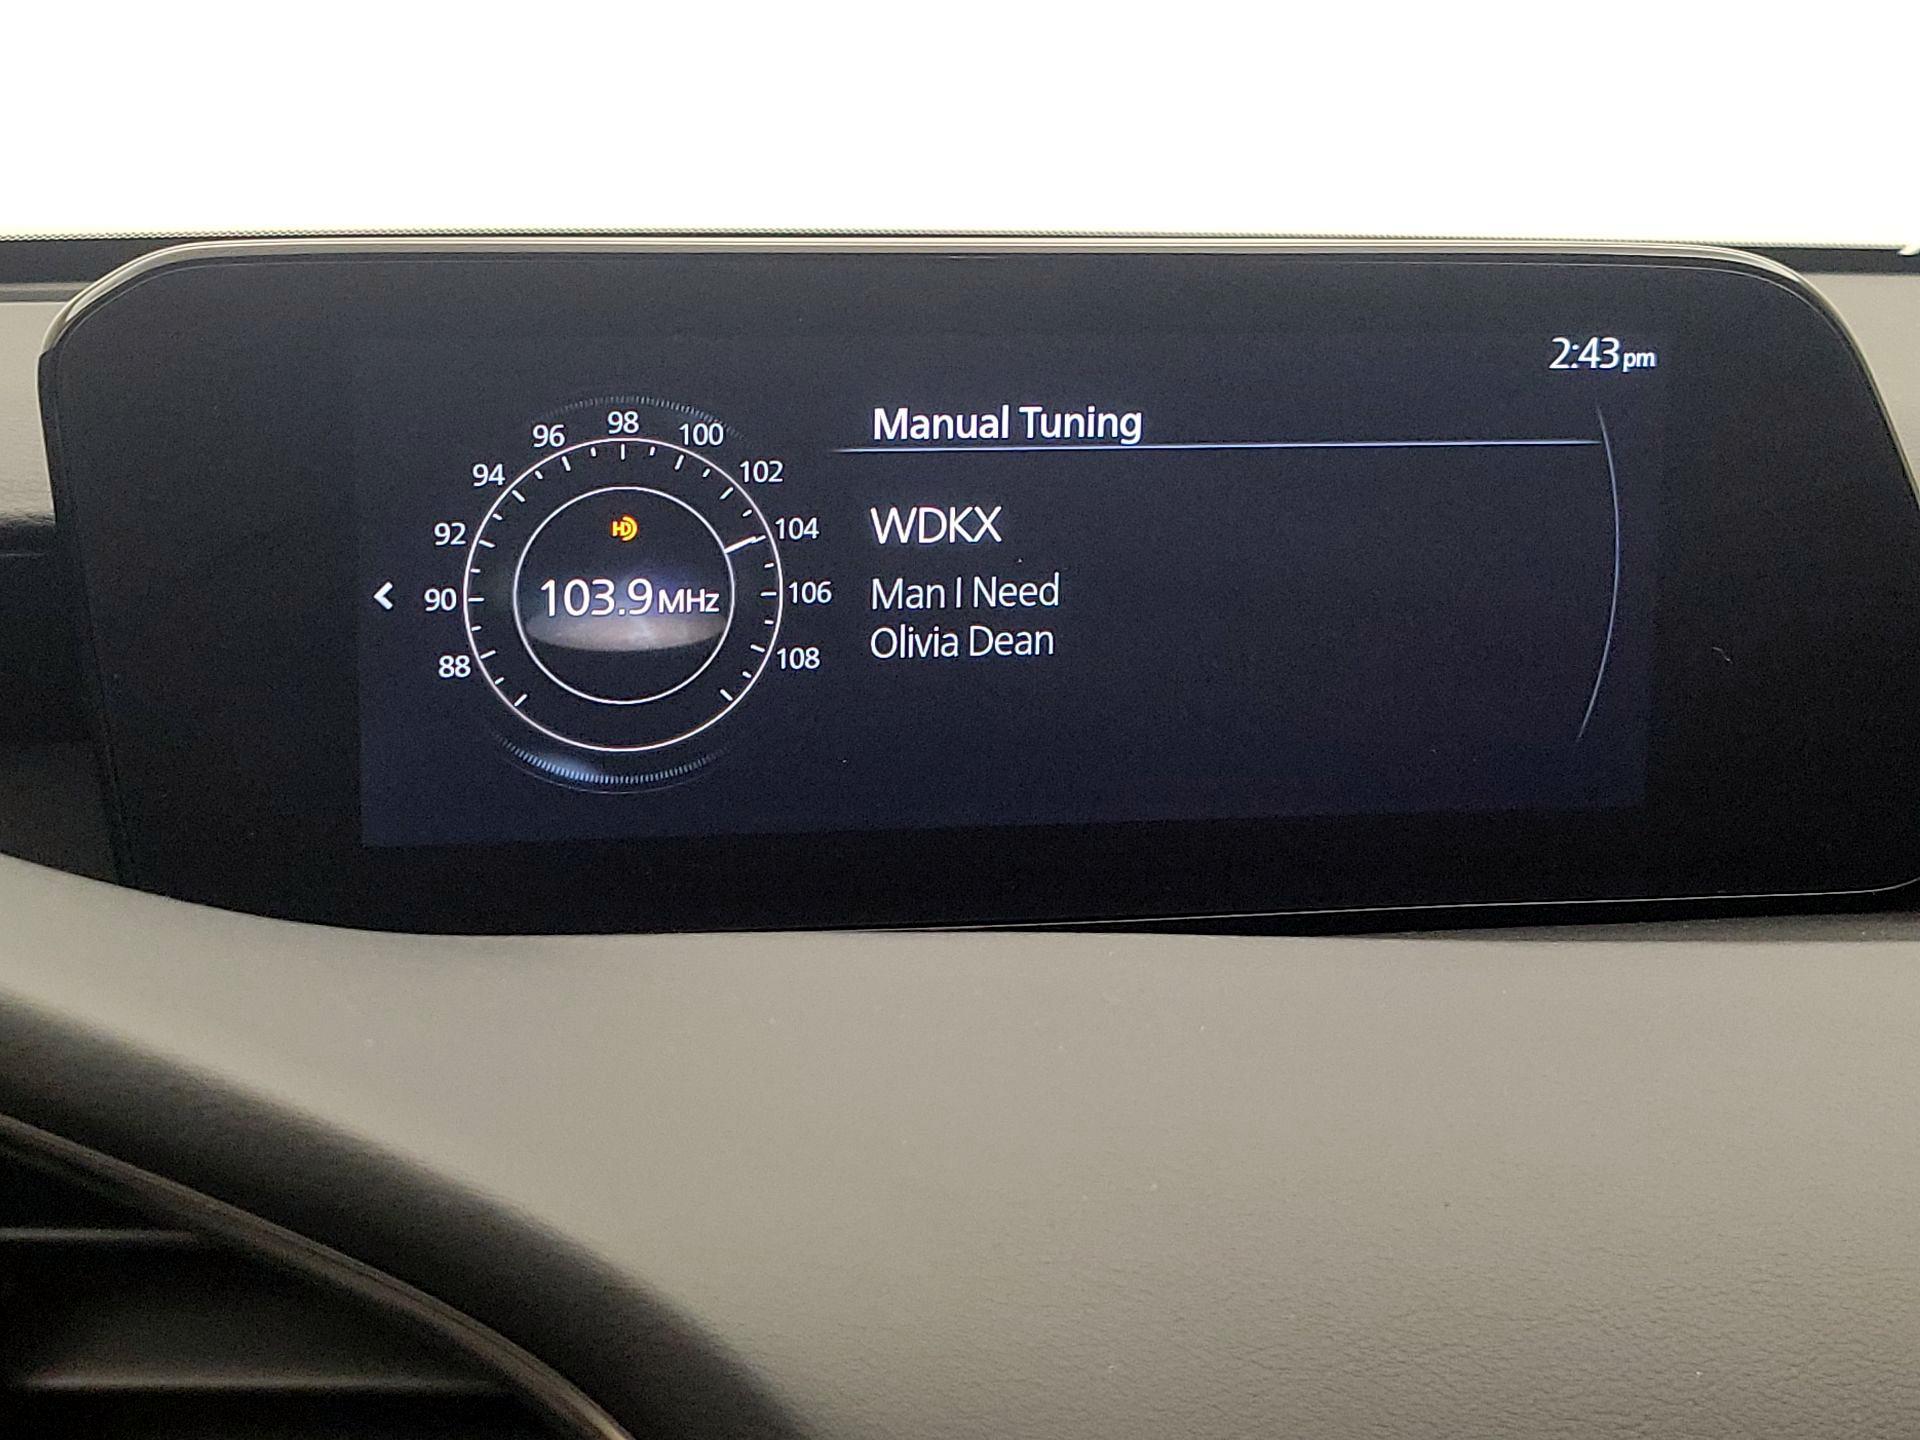 2:43pm
Manual Tuning
98
96
100
94
102
92
104
90
106
88
108
HD
103.9MHz
WDKX
Man I Need
Olivia Dean